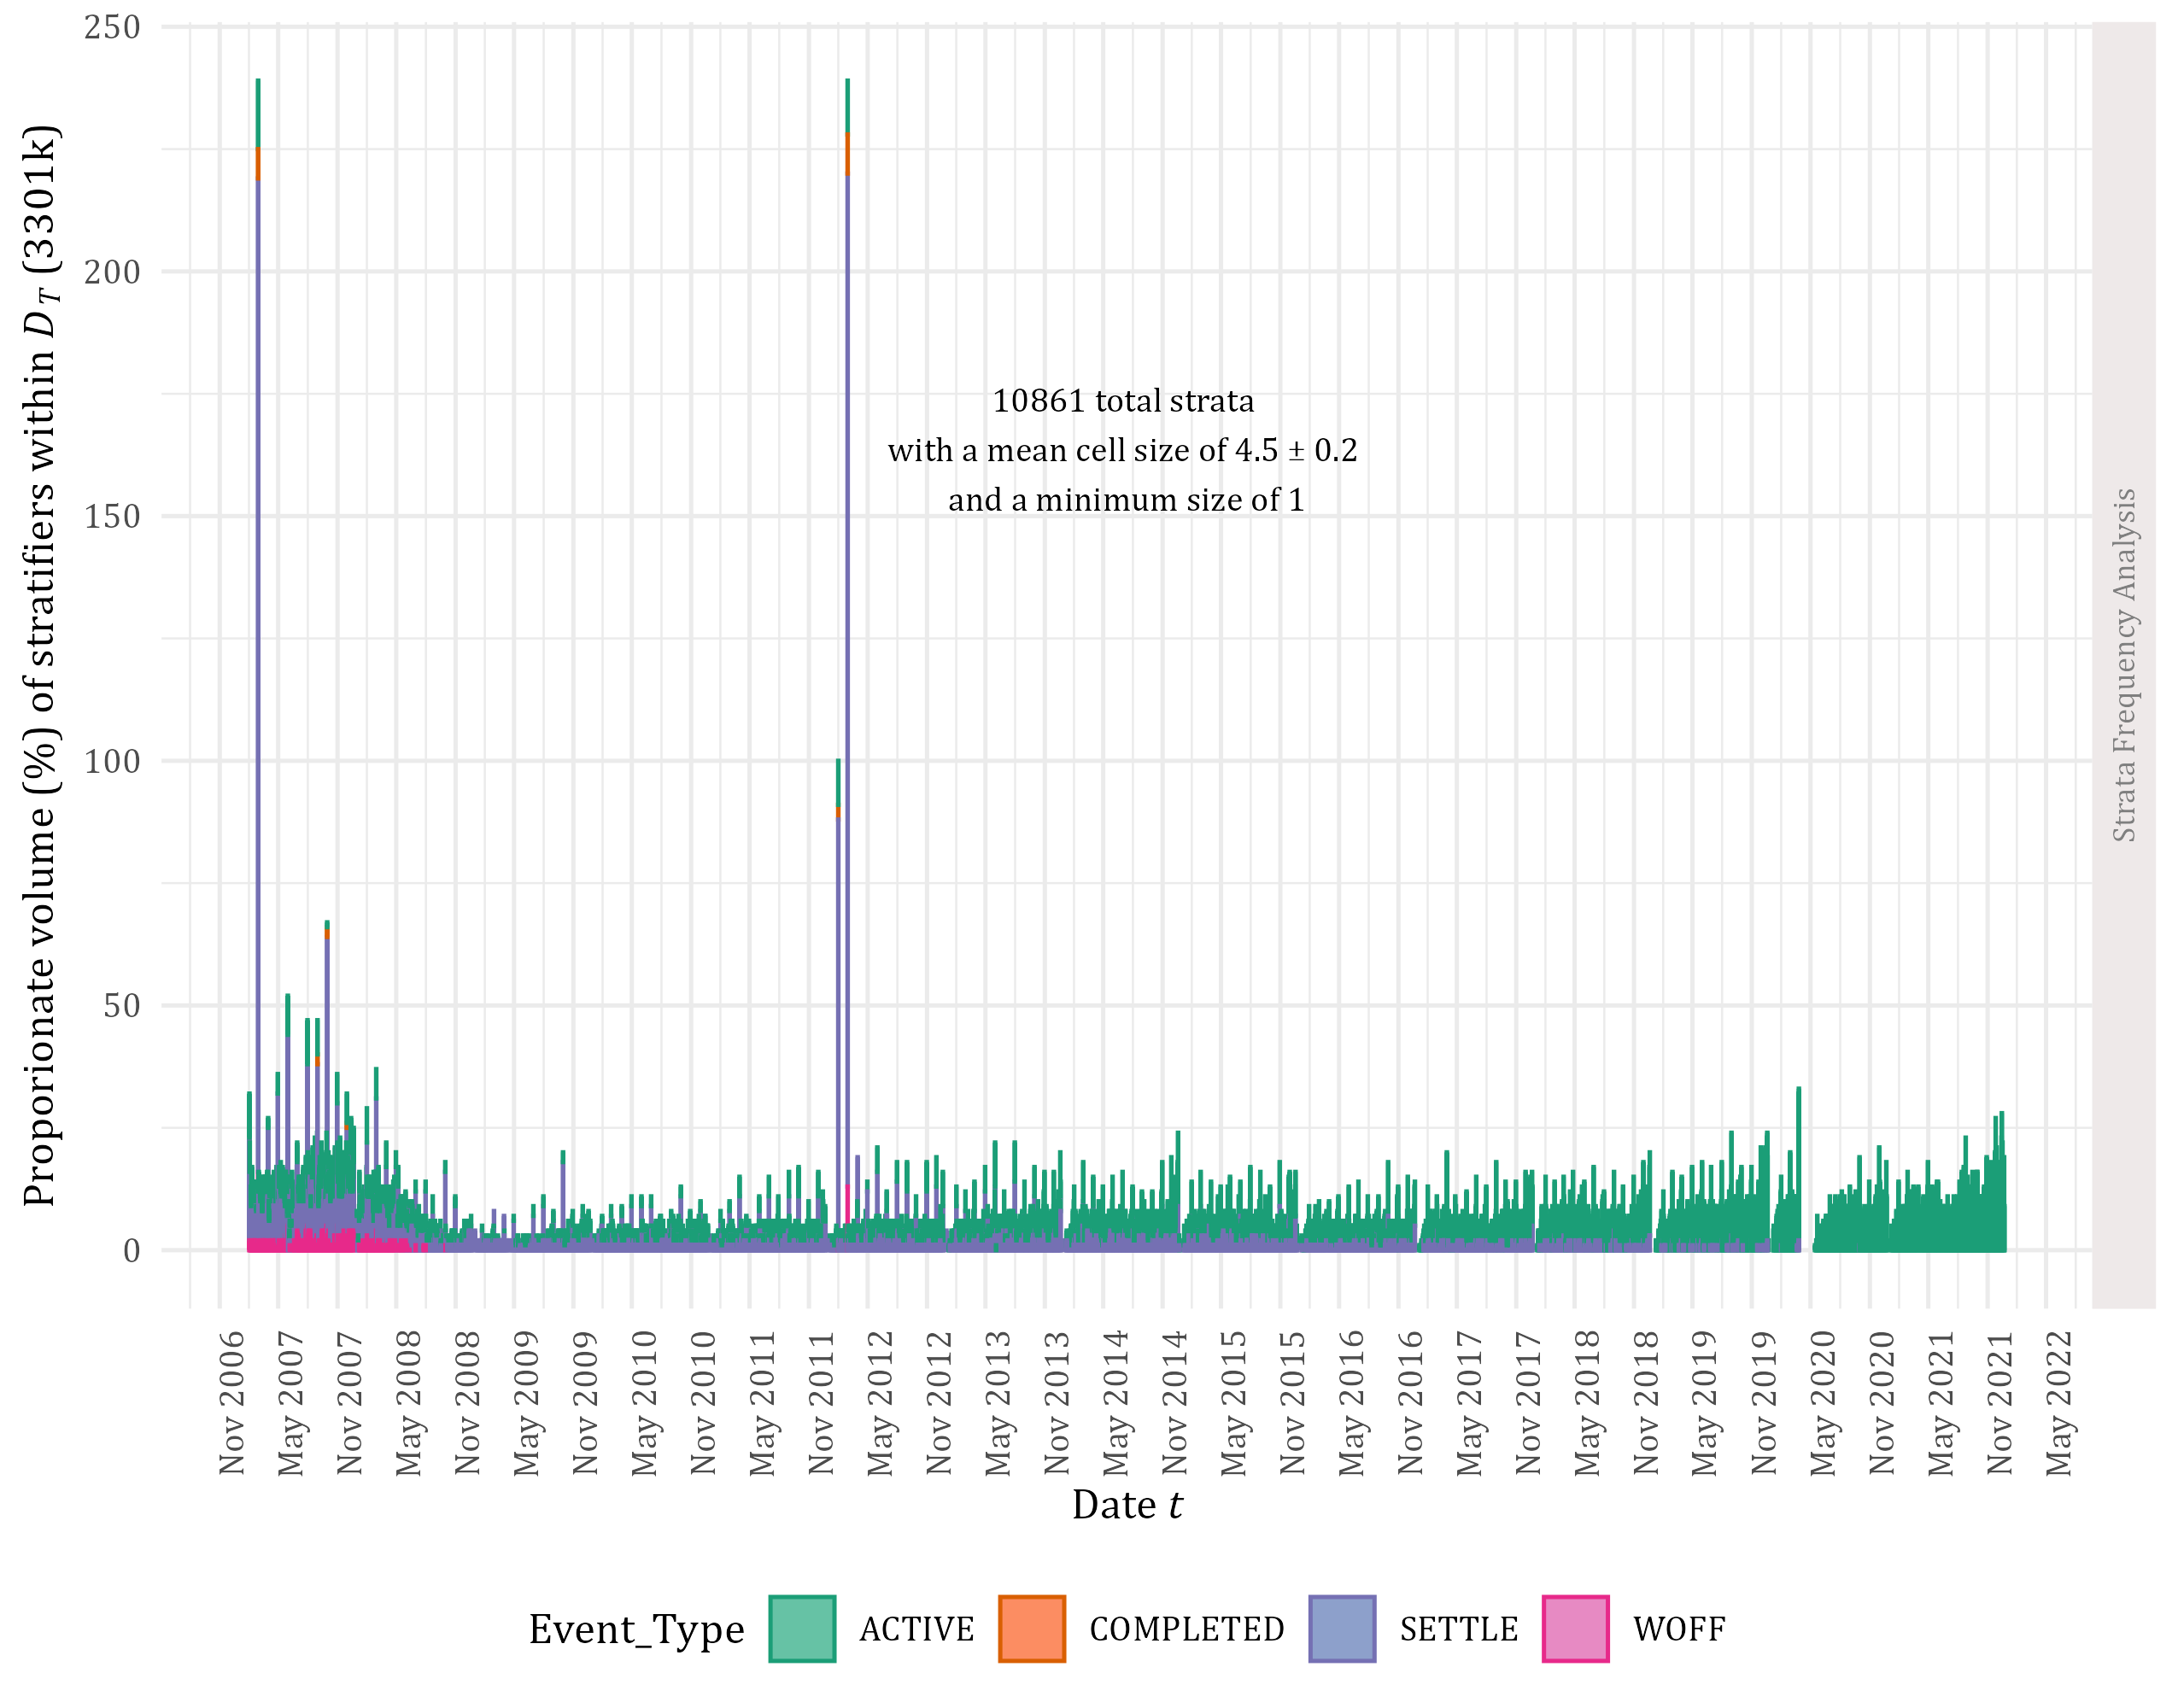 Proporionate volume (%) of stratifiers within D T (3301k)
250
200
150
100
50
0
10861 total strata
with a mean cell size of 4.5 ± 0.2
and a minimum size of 1
Strata Frequency Analysis
Nov 2006
May 2007
Nov 2007
May 2008
Nov 2008
May 2009
Nov 2009
May 2010
Nov 2010
May 2011
Nov 2011
May 2012
Nov 2012
May 2013
Nov 2013
May 2014
Nov 2014
May 2015
Nov 2015
May 2016
Nov 2016
May 2017
Nov 2017
May 2018
Nov 2018
May 2019
Nov 2019
May 2020
Nov 2020
May 2021
Nov 2021
May 2022
Date t
Event_Type ACTIVE COMPLETED SETTLE WOFF